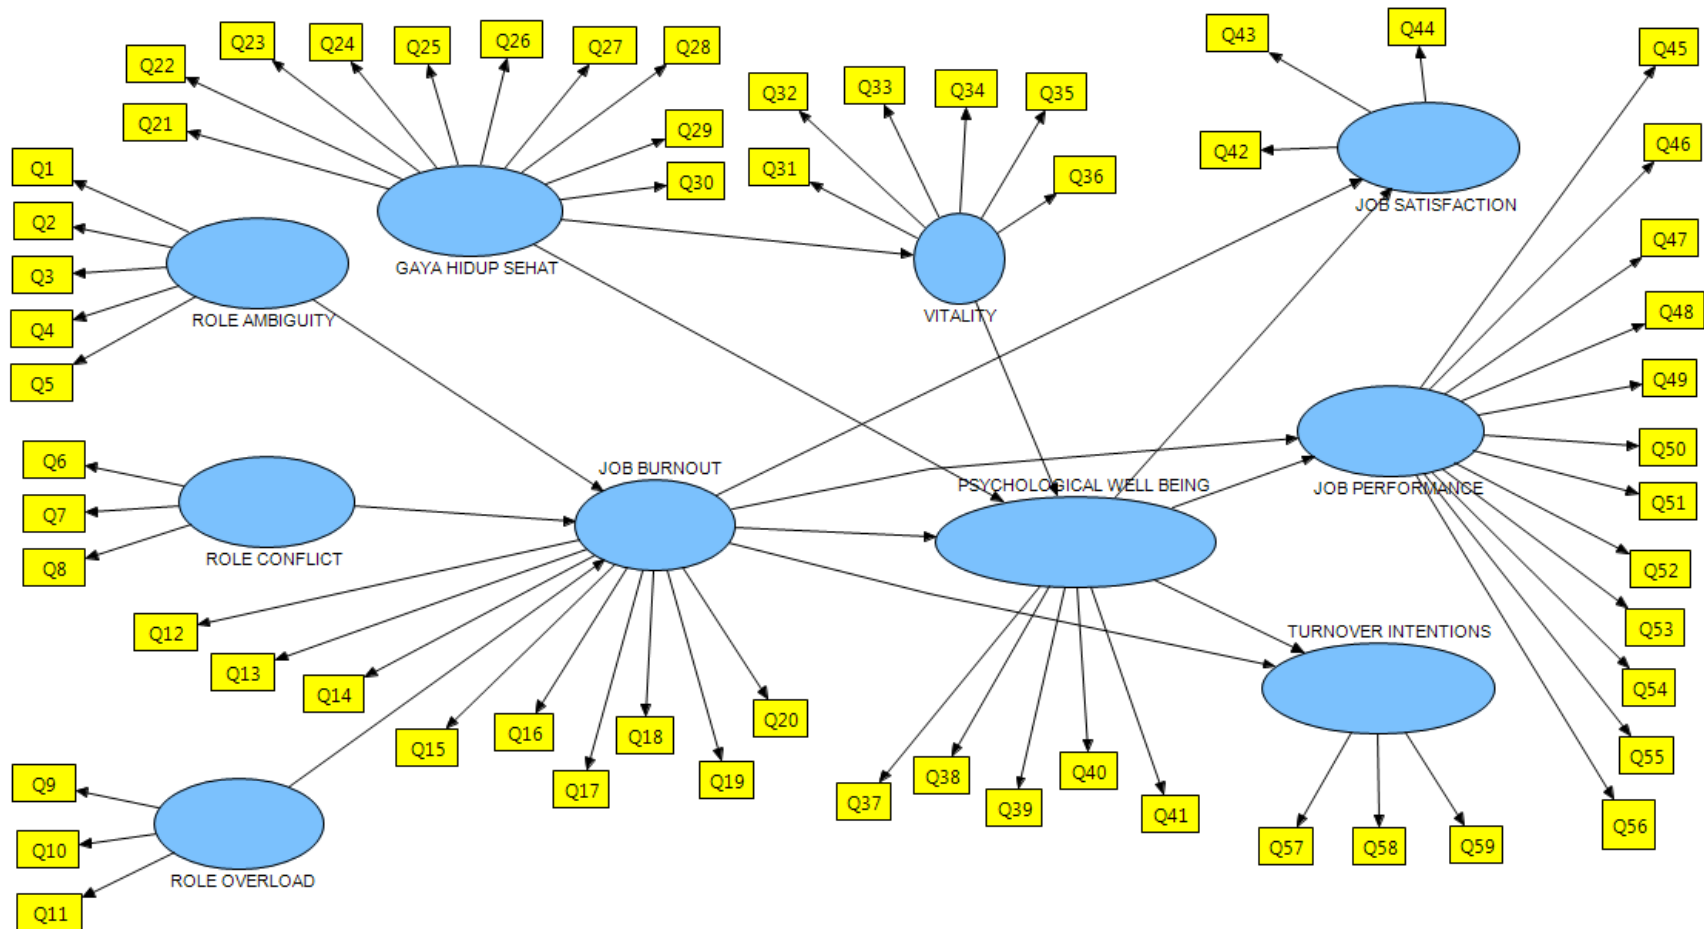 Q23
Q24
Q25
Q26
Q27
Q28
Q22
Q21
Q29
Q30
GAYA HIDUP SEHAT
Q32
Q33
Q34
Q35
Q31
Q36
VITALITY
Q43
Q44
Q42
JOB SATISFACTION
Q1
Q2
Q3
Q4
Q5
ROLE AMBIGUITY
Q6
Q7
Q8
ROLE CONFLICT
Q9
Q10
Q11
ROLE OVERLOAD
JOB BURNOUT
Q12
Q13
Q14
Q15
Q16
Q17
Q18
Q19
Q20
PSYCHOLOGICAL WELL BEING
Q37
Q38
Q39
Q40
Q41
Q45
Q46
Q47
Q48
Q49
Q50
Q51
Q52
Q53
Q54
Q55
Q56
JOB PERFORMANCE
TURNOVER INTENTIONS
Q57
Q58
Q59